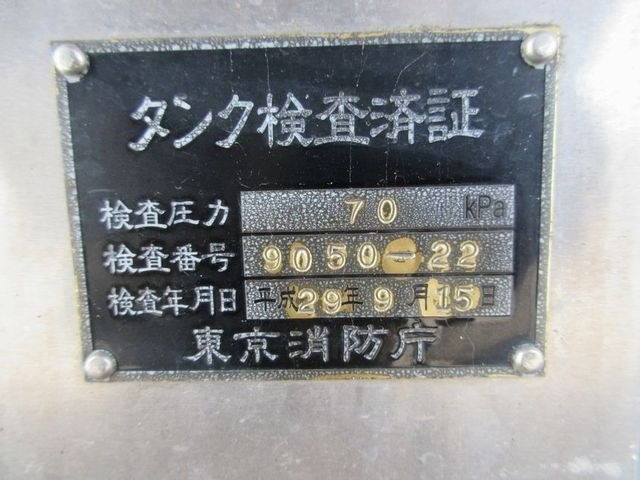 タンク検査済証
検査圧力 70 kPa
検査番号 9050-22
検査年月日 平成29年9月15日
東京消防庁